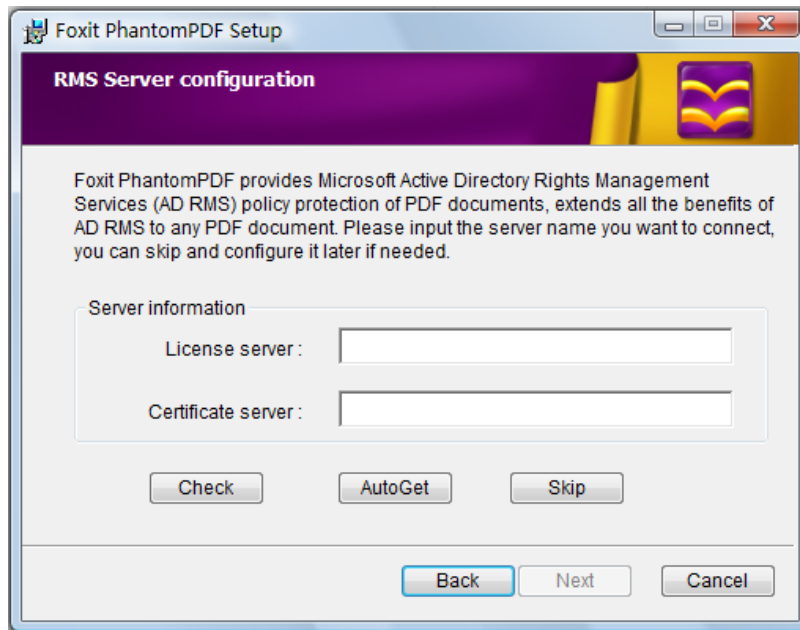 Foxit PhantomPDF Setup
RMS Server configuration
Foxit PhantomPDF provides Microsoft Active Directory Rights Management
Services (AD RMS) policy protection of PDF documents, extends all the benefits of
AD RMS to any PDF document. Please input the server name you want to connect,
you can skip and configure it later if needed.
Server information
License server :
Certificate server :
Check AutoGet Skip
Back Next Cancel